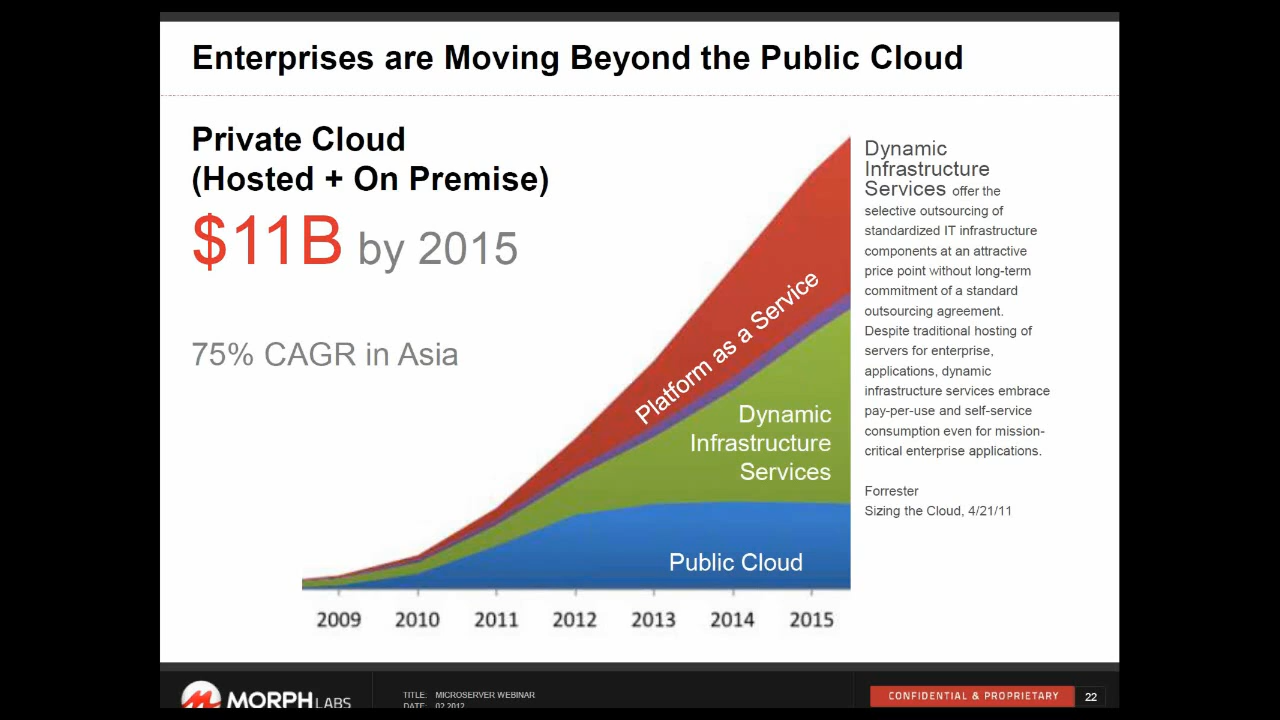 Enterprises are Moving Beyond the Public Cloud
Private Cloud
(Hosted + On Premise)
$11B by 2015
75% CAGR in Asia
Platform as a Service
Dynamic
Infrastructure
Services
Public Cloud
2009 2010 2011 2012 2013 2014 2015
Dynamic
Infrastructure
Services offer the
selective outsourcing of
standardized IT infrastructure
components at an attractive
price point without long-term
commitment of a standard
outsourcing agreement.
Despite traditional hosting of
servers for enterprise,
applications, dynamic
infrastructure services embrace
pay-per-use and self-service
consumption even for mission-
critical enterprise applications.
Forrester
Sizing the Cloud, 4/21/11
MORPH LABS
TITLE: MICROSERVER WEBINAR
DATE: 02.2012
CONFIDENTIAL & PROPRIETARY 22